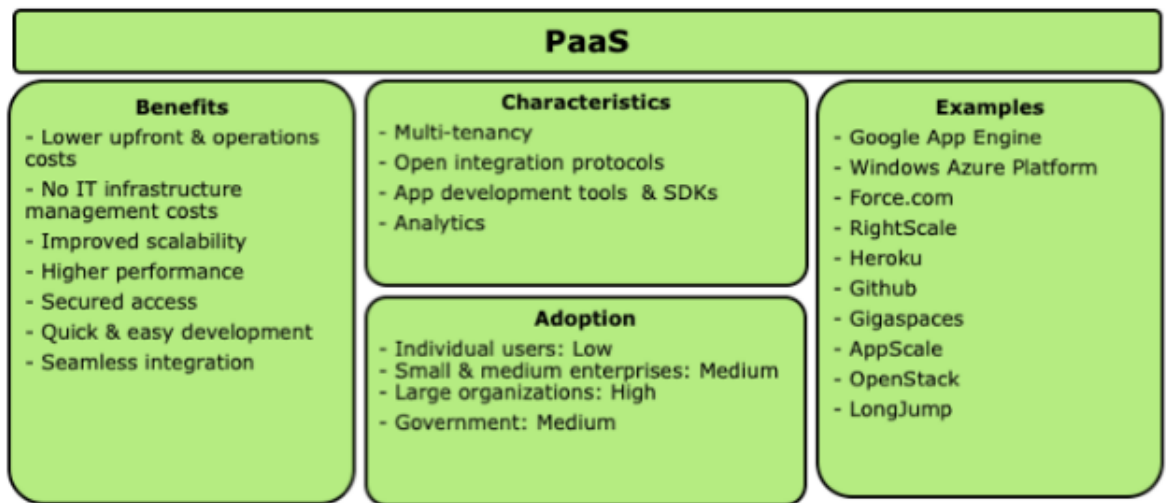 PaaS
Benefits
- Lower upfront & operations
costs
- No IT infrastructure
management costs
- Improved scalability
- Higher performance
- Secured access
- Quick & easy development
- Seamless integration
Characteristics
- Multi-tenancy
- Open integration protocols
- App development tools & SDKs
- Analytics
Adoption
- Individual users: Low
- Small & medium enterprises: Medium
- Large organizations: High
- Government: Medium
Examples
- Google App Engine
- Windows Azure Platform
- Force.com
- RightScale
- Heroku
- Github
- Gigaspaces
- AppScale
- OpenStack
- LongJump